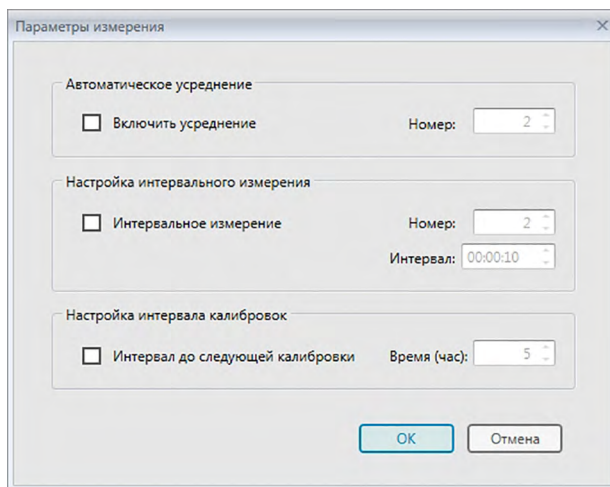 Параметры измерения
Автоматическое усреднение
Включить усреднение Номер: 2
Настройка интервального измерения
Интервальное измерение Номер: 2
Интервал: 00:00:10
Настройка интервала калибровок
Интервал до следующей калибровки Время (час): 5
ОК Отмена